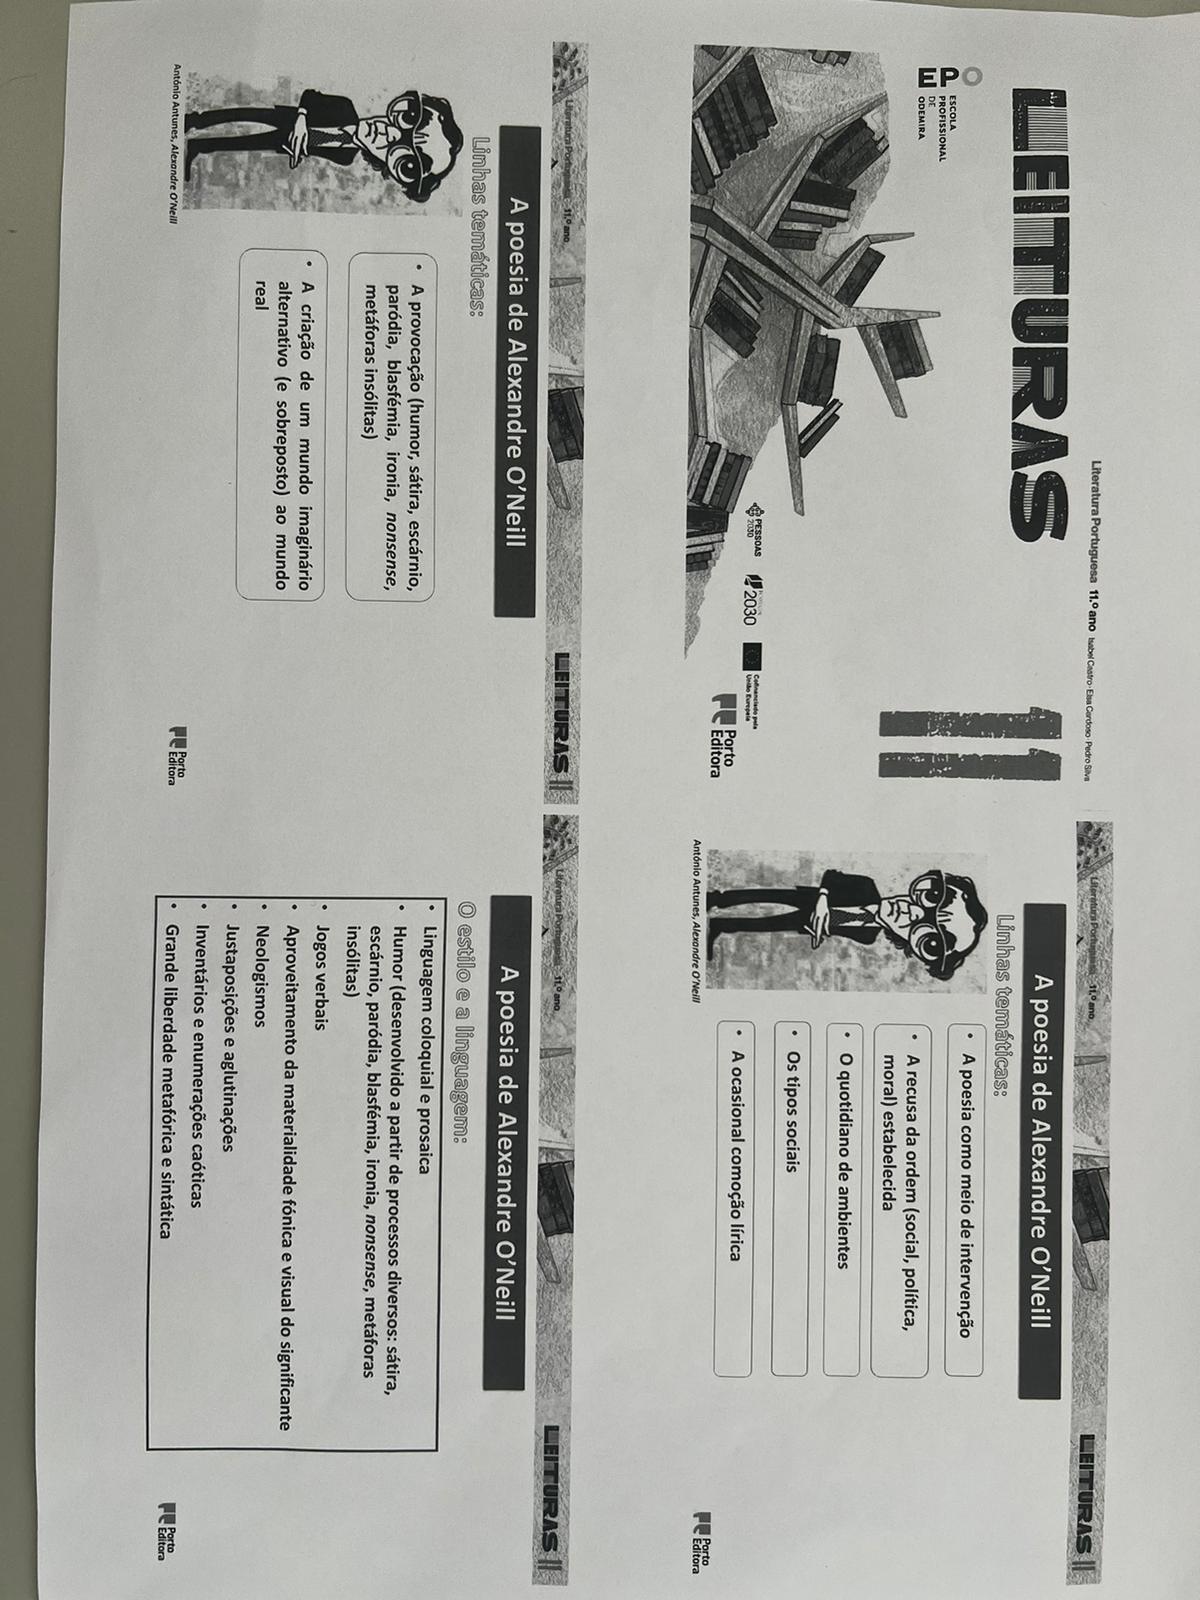 Literatura Portuguesa 11.º ano Isabel Castro · Elsa Cardoso · Pedro Silva
LEITURAS
11
EPO
ESCOLA
PROFISSIONAL
DE
ODEMIRA
PESSOAS
2030
2030
Cofinanciado pela
União Europeia
Porto
Editora
Literatura Portuguesa 11.º ano
LEITURAS 11
A poesia de Alexandre O'Neill
Linhas temáticas:
• A poesia como meio de intervenção
• A recusa da ordem (social, política,
moral) estabelecida
• O quotidiano de ambientes
• Os tipos sociais
• A ocasional comoção lírica
António Antunes, Alexandre O'Neill
Porto
Editora
Literatura Portuguesa 11.º ano
LEITURAS 11
A poesia de Alexandre O'Neill
Linhas temáticas:
• A provocação (humor, sátira, escárnio,
paródia, blasfémia, ironia, nonsense,
metáforas insólitas)
• A criação de um mundo imaginário
alternativo (e sobreposto) ao mundo
real
António Antunes, Alexandre O'Neill
Porto
Editora
Literatura Portuguesa 11.º ano
LEITURAS 11
A poesia de Alexandre O'Neill
O estilo e a linguagem:
• Linguagem coloquial e prosaica
• Humor (desenvolvido a partir de processos diversos: sátira,
escárnio, paródia, blasfémia, ironia, nonsense, metáforas
insólitas)
• Jogos verbais
• Aproveitamento da materialidade fónica e visual do significante
• Neologismos
• Justaposições e aglutinações
• Inventários e enumerações caóticas
• Grande liberdade metafórica e sintática
Porto
Editora